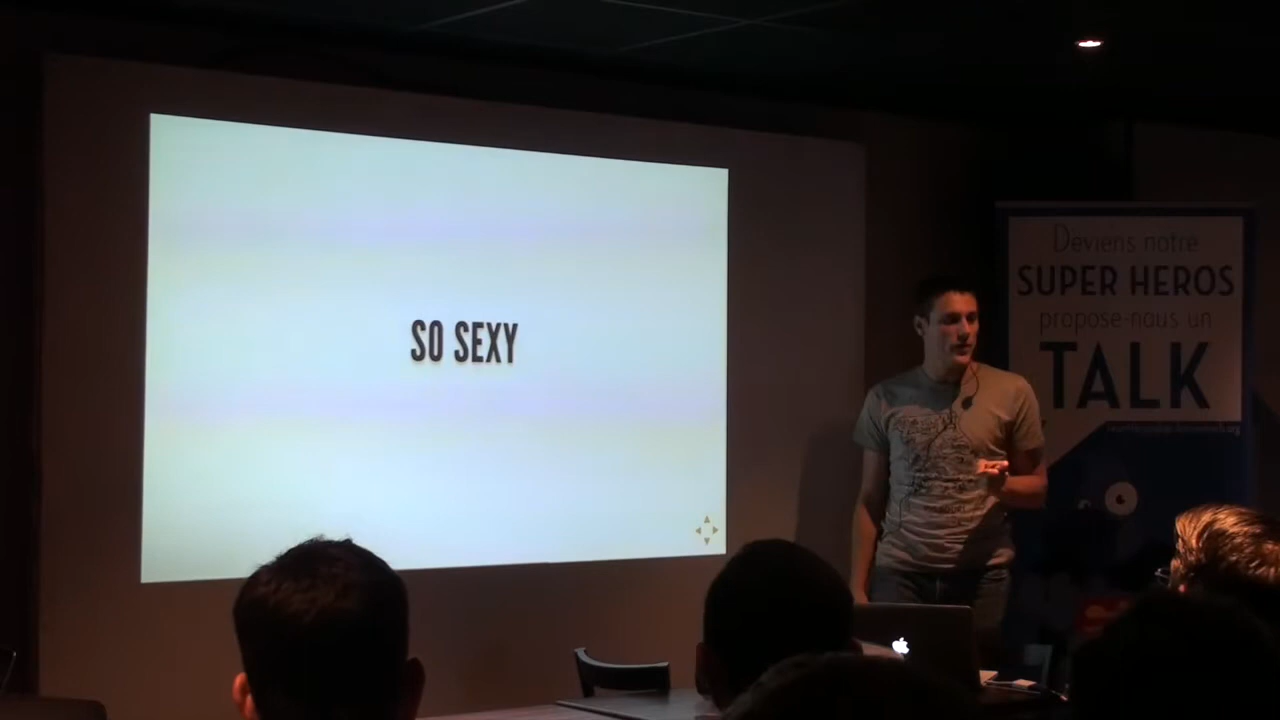 SO SEXY
Deviens notre
SUPER HEROS
propose-nous un
TALK